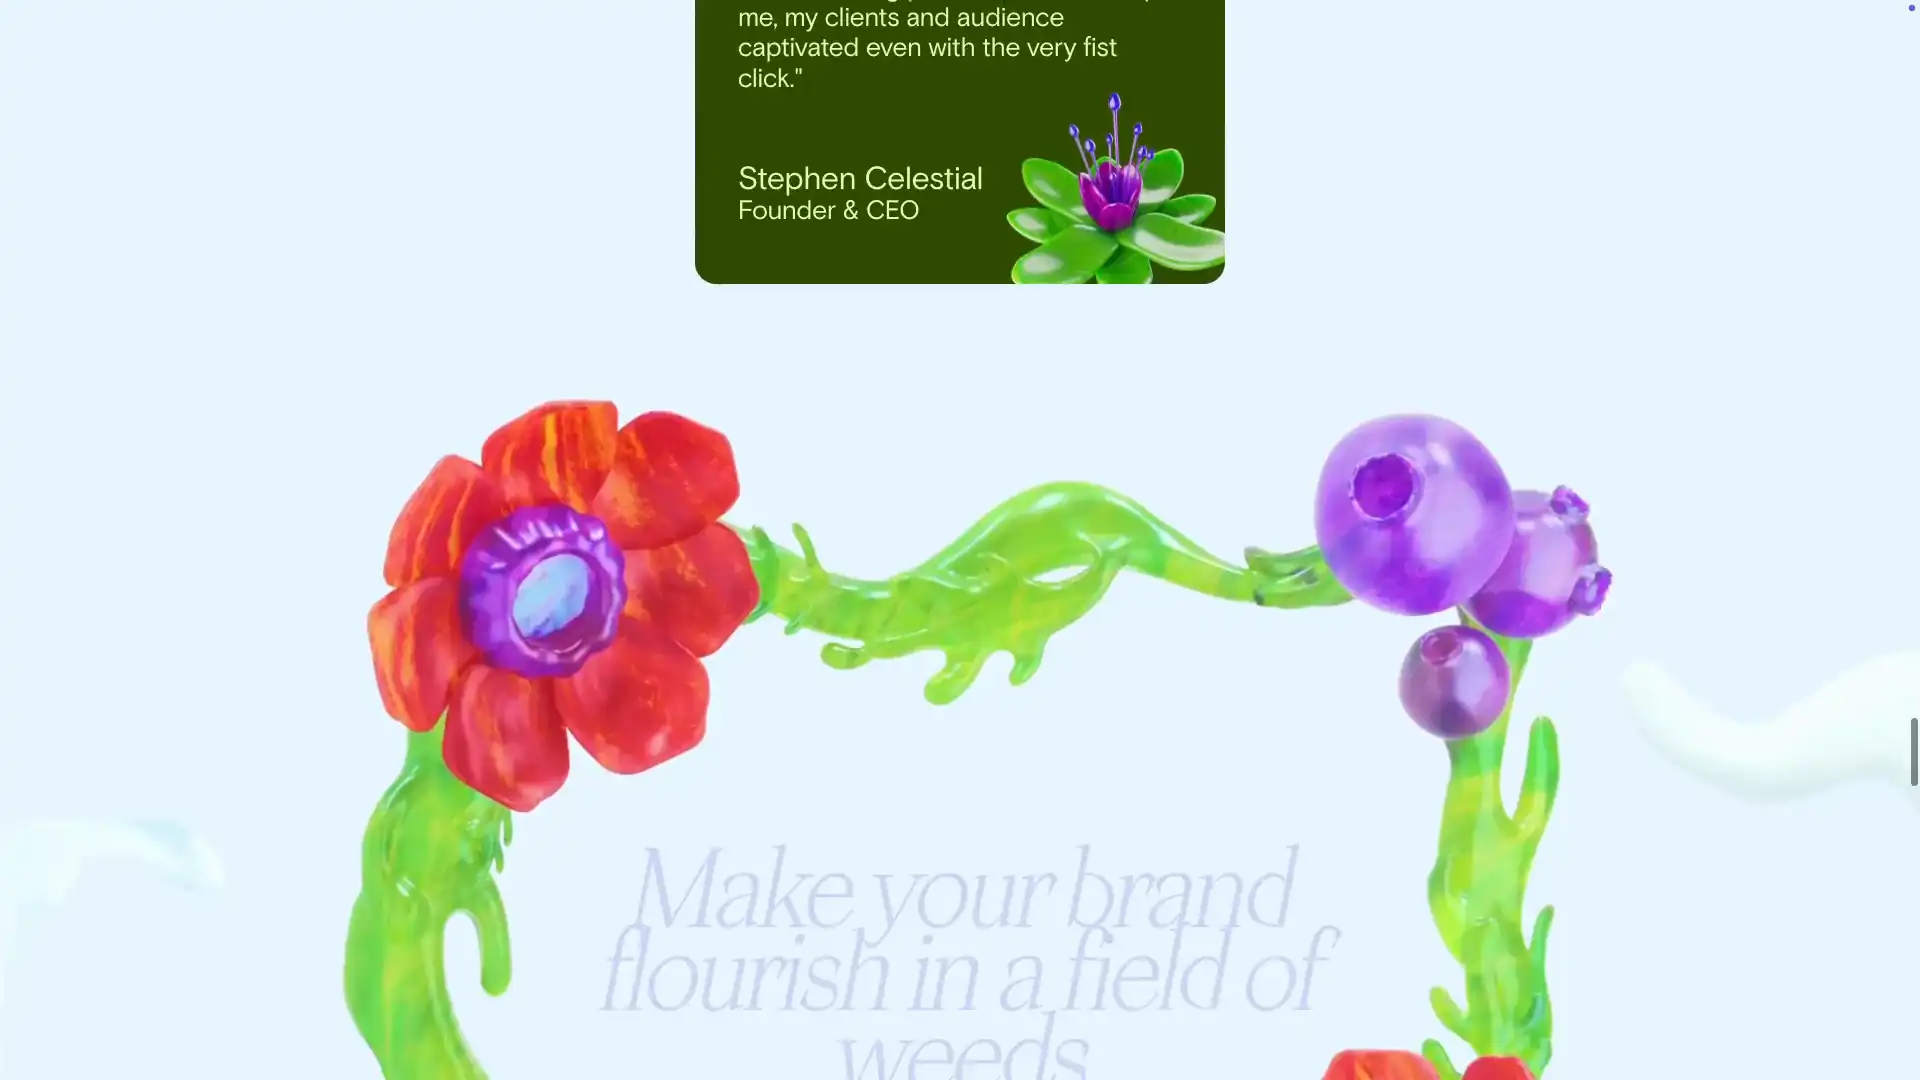 me, my clients and audience
captivated even with the very fist
click."
Stephen Celestial
Founder & CEO
Make your brand
flourish in a field of
weeds